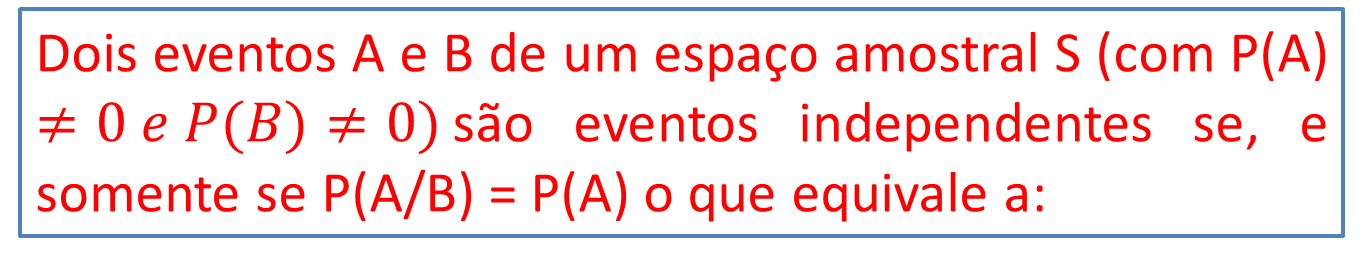 Dois eventos A e B de um espaço amostral S (com P(A)
≠ 0 e P(B) ≠ 0) são eventos independentes se, e
somente se P(A/B) = P(A) o que equivale a: